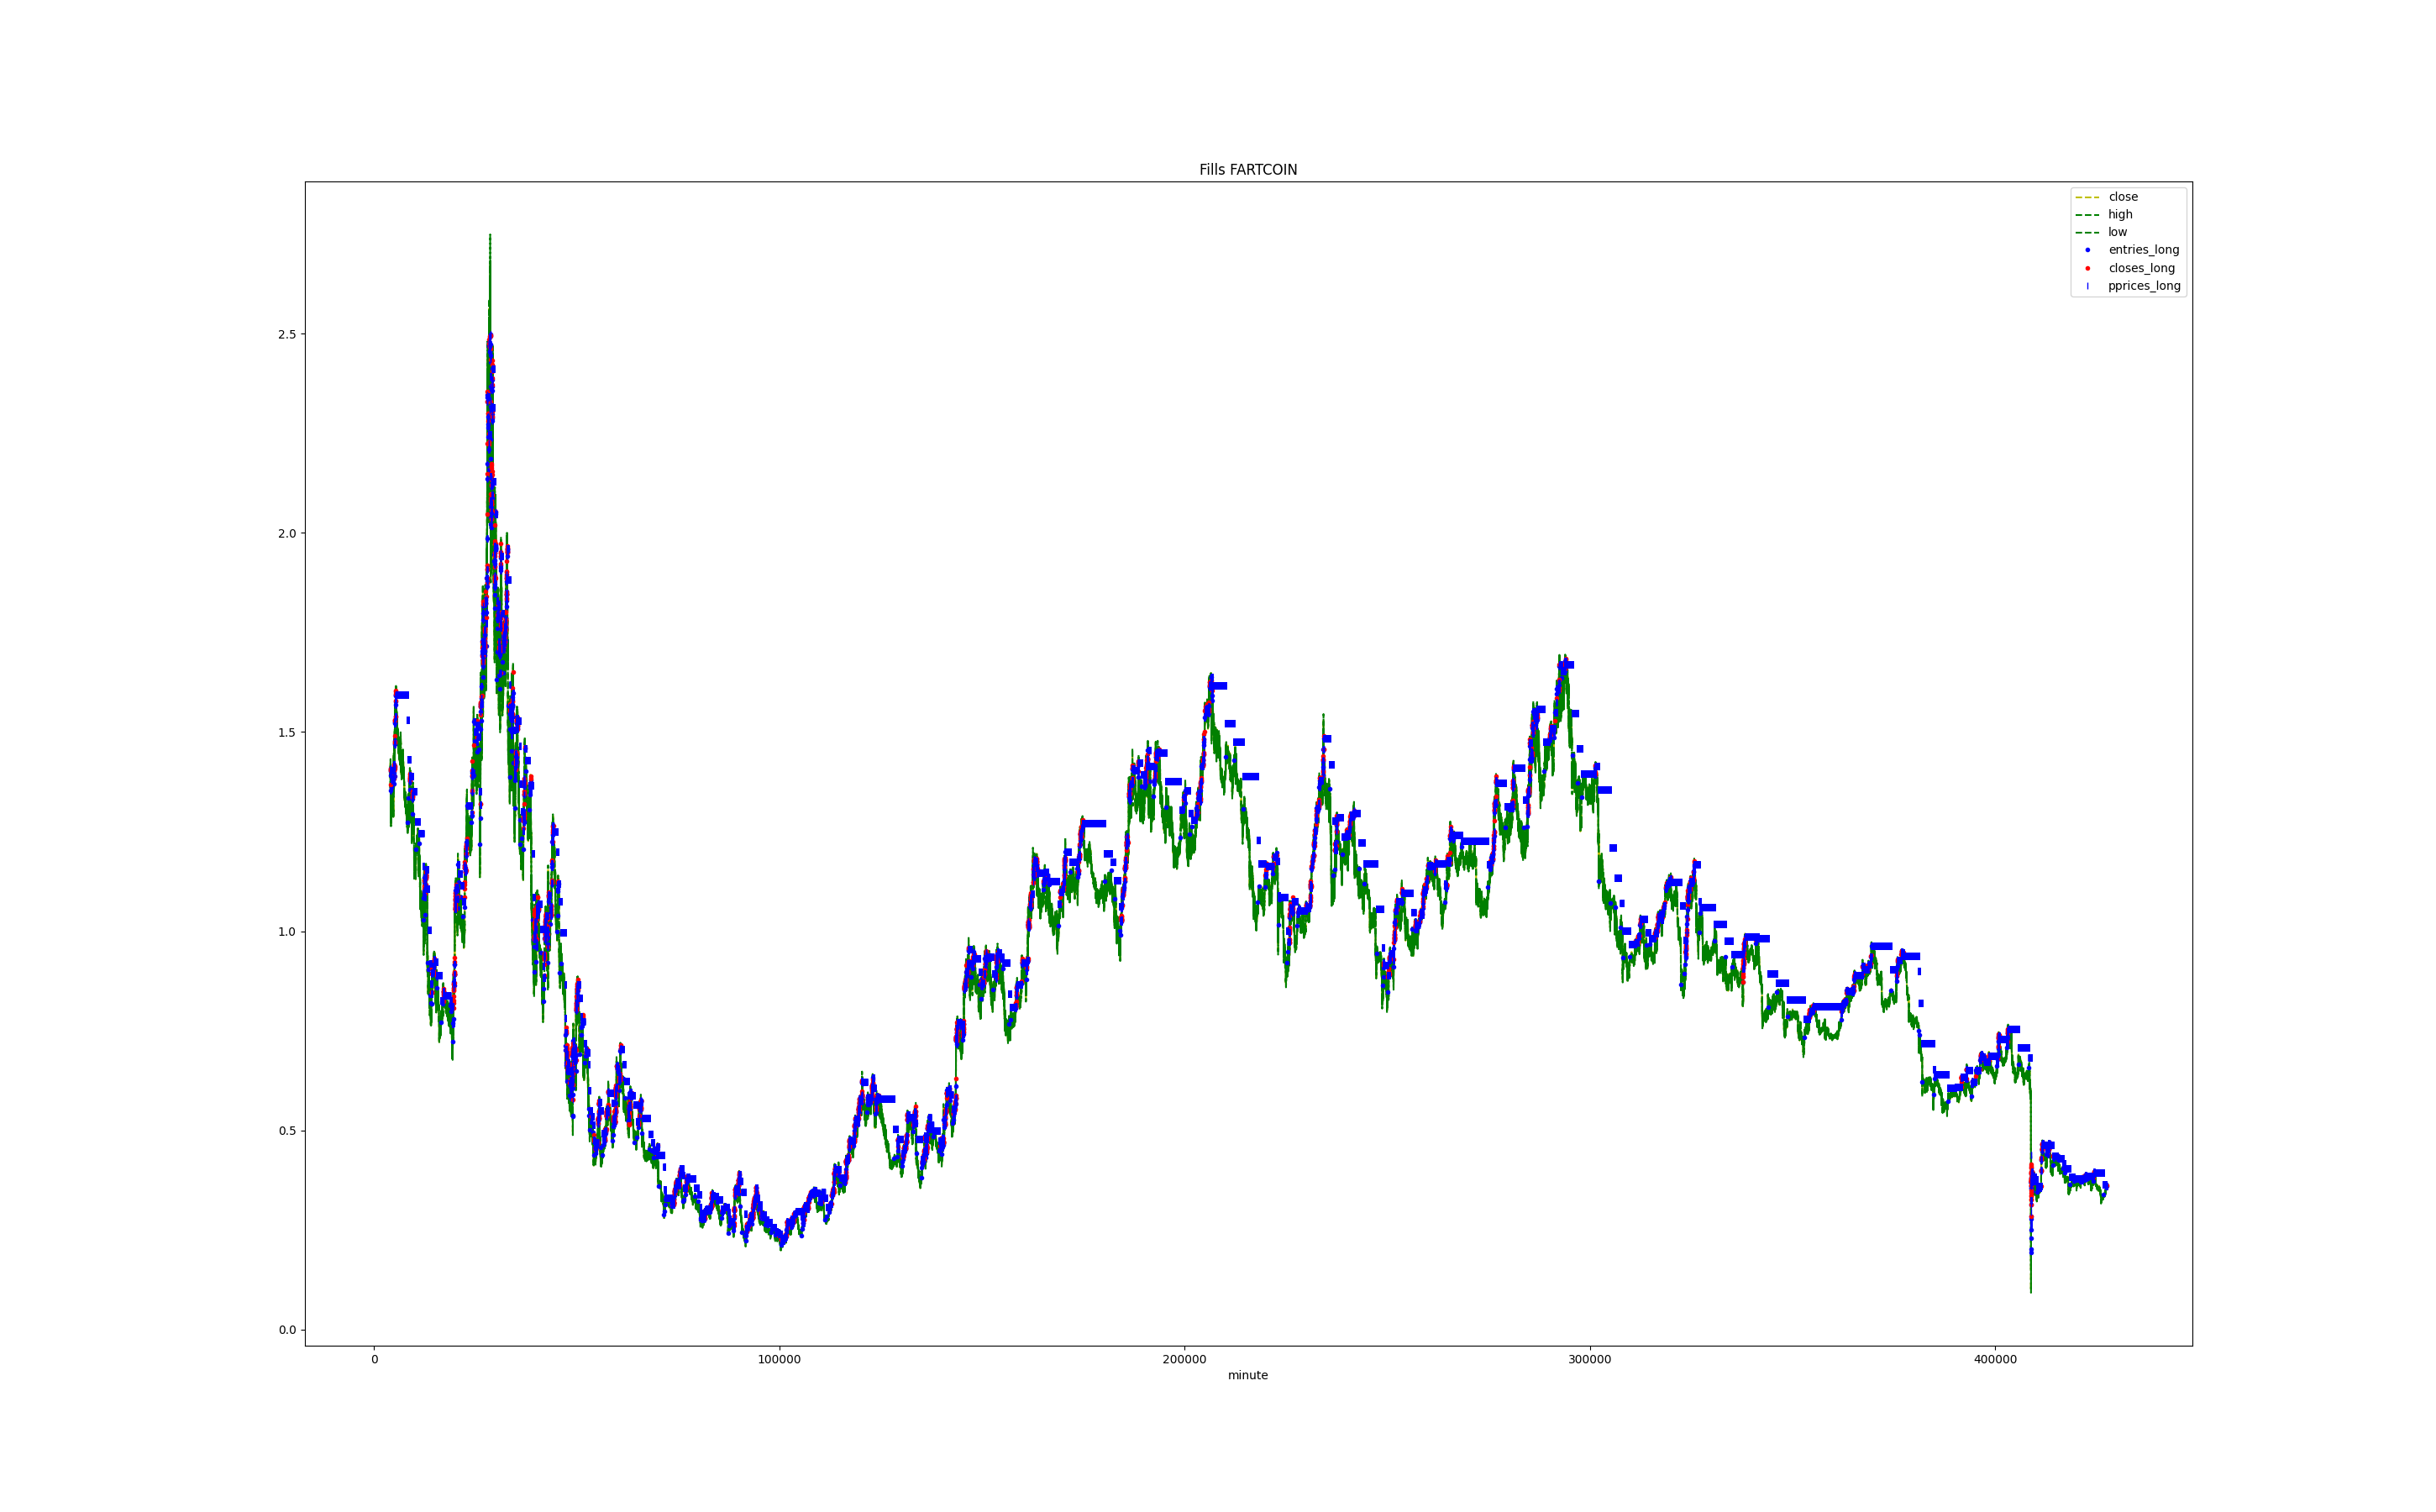 Fills FARTCOIN
close
high
low
entries_long
closes_long
pprices_long
2.5
2.0
1.5
1.0
0.5
0.0
0 100000 200000 300000 400000
minute